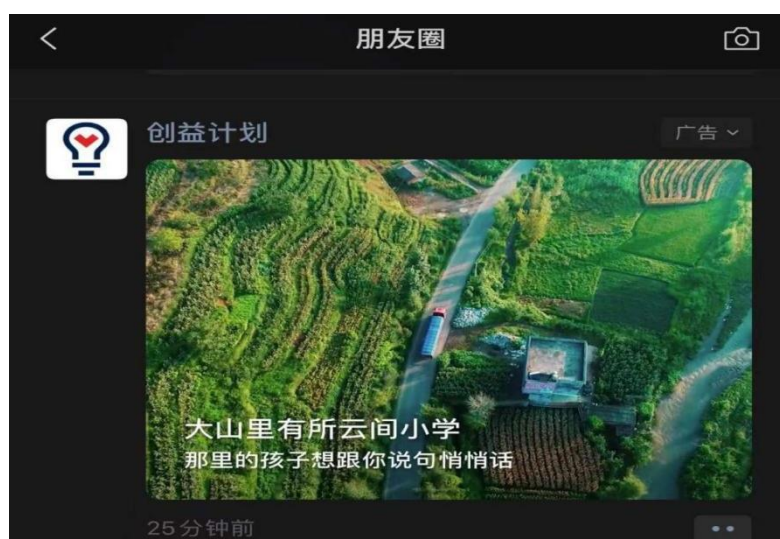 朋友圈
创益计划
广告
大山里有所云间小学
那里的孩子想跟你说句悄悄话
25分钟前